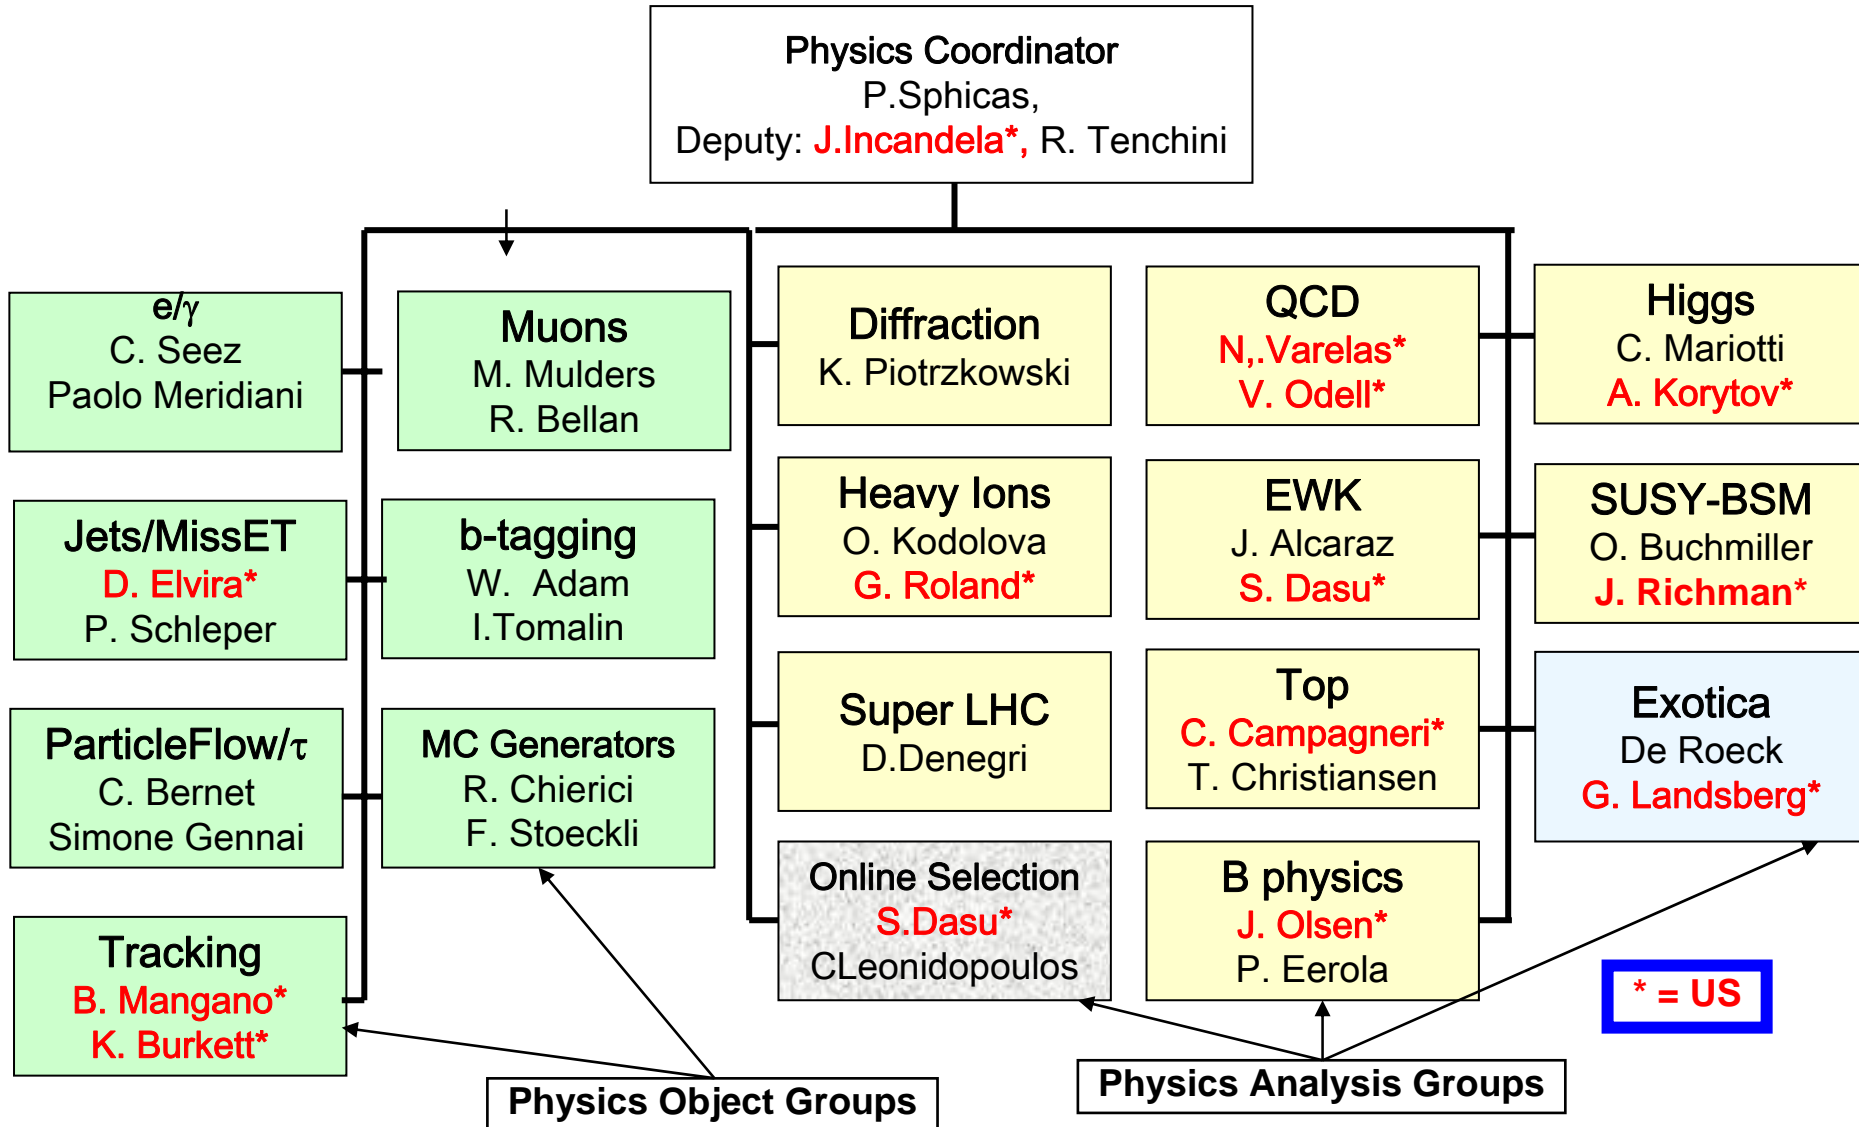 Physics Coordinator
P.Sphicas,
Deputy: J.Incandela*, R. Tenchini
e/γ
C. Seez
Paolo Meridiani
Muons
M. Mulders
R. Bellan
Diffraction
K. Piotrzkowski
QCD
N,.Varelas*
V. Odell*
Higgs
C. Mariotti
A. Korytov*
Jets/MissET
D. Elvira*
P. Schleper
b-tagging
W. Adam
I.Tomalin
Heavy Ions
O. Kodolova
G. Roland*
EWK
J. Alcaraz
S. Dasu*
SUSY-BSM
O. Buchmiller
J. Richman*
ParticleFlow/τ
C. Bernet
Simone Gennai
MC Generators
R. Chierici
F. Stoeckli
Super LHC
D.Denegri
Top
C. Campagneri*
T. Christiansen
Exotica
De Roeck
G. Landsberg*
Tracking
B. Mangano*
K. Burkett*
Online Selection
S.Dasu*
CLeonidopoulos
B physics
J. Olsen*
P. Eerola
* = US
Physics Object Groups
Physics Analysis Groups